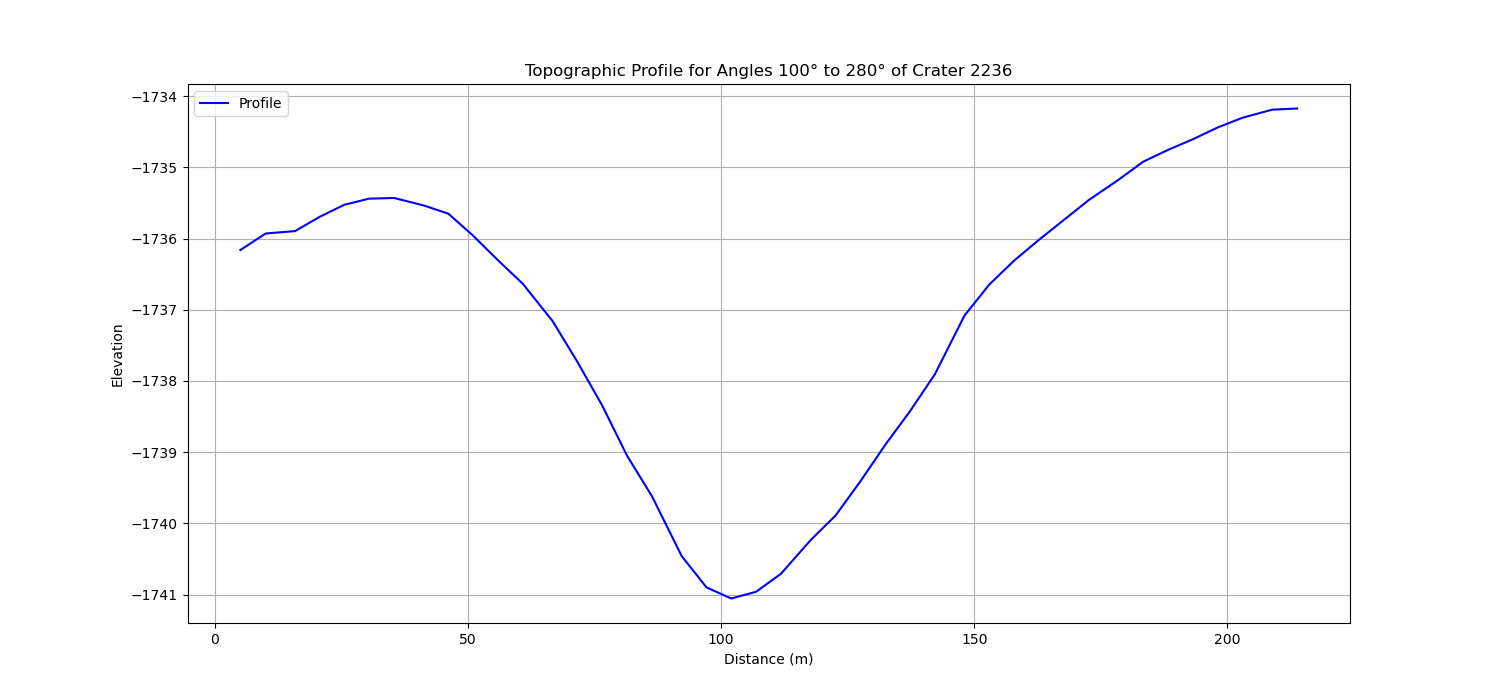 Topographic Profile for Angles 100° to 280° of Crater 2236
Profile
−1734
−1735
−1736
−1737
−1738
−1739
−1740
−1741
Elevation
0 50 100 150 200
Distance (m)